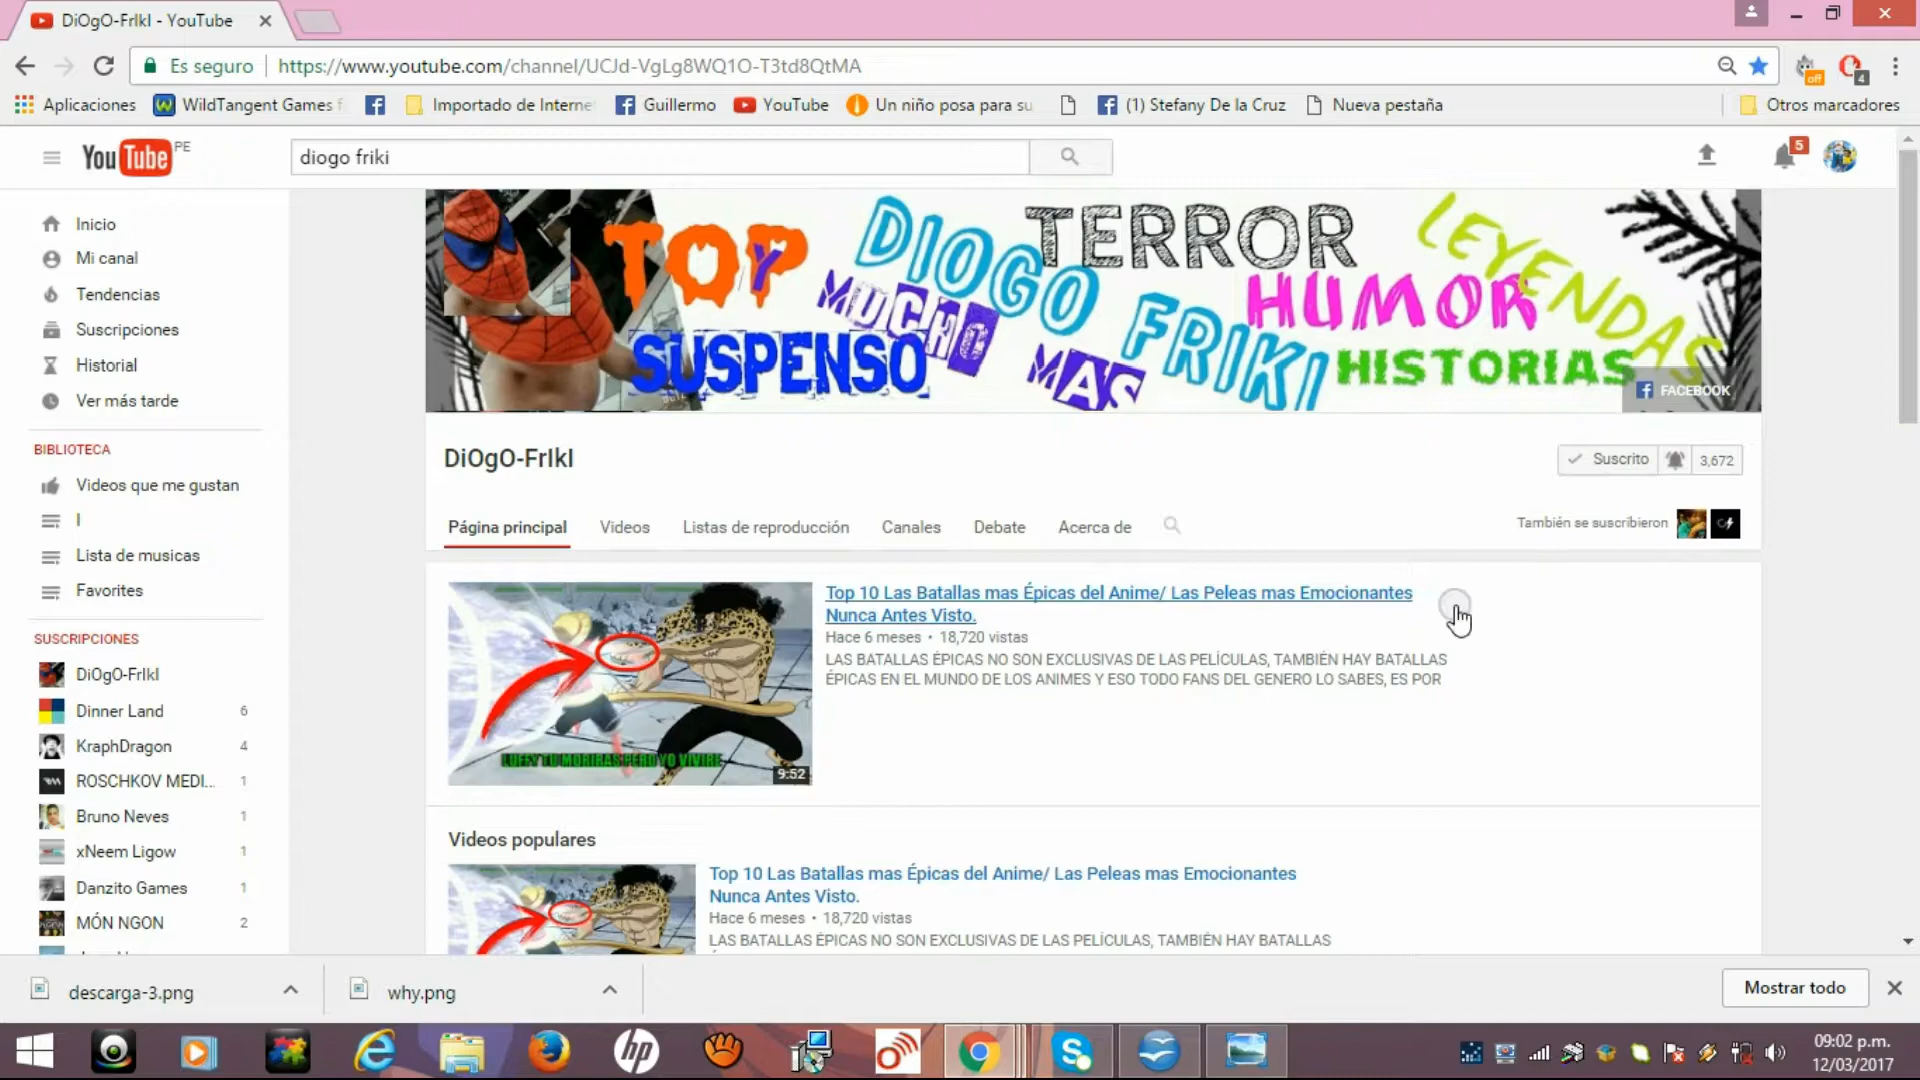 DiOgO-FrIkI - YouTube
Es seguro
https://www.youtube.com/channel/UCJd-VgLg8WQ1O-T3td8QtMA
off
4
Aplicaciones
WildTangent Games f
Importado de Interne
Guillermo
YouTube
Un niño posa para su
(1) Stefany De la Cruz
Nueva pestaña
Otros marcadores
YouTube PE
diogo friki
5
Inicio
Mi canal
Tendencias
Suscripciones
Historial
Ver más tarde
BIBLIOTECA
Videos que me gustan
I
Lista de musicas
Favorites
SUSCRIPCIONES
DiOgO-FrIkI
Dinner Land 6
KraphDragon 4
ROSCHKOV MEDI... 1
Bruno Neves 1
xNeem Ligow 1
Danzito Games 1
MÓN NGON 2
TOP
Y
MUCHO
MAS
SUSPENSO
DIOGO
FRIKI
TERROR
HUMOR
HISTORIAS
LEYENDAS
FACEBOOK
DiOgO-FrIkI
Suscrito
3,672
Página principal
Videos
Listas de reproducción
Canales
Debate
Acerca de
También se suscribieron
Top 10 Las Batallas mas Épicas del Anime/ Las Peleas mas Emocionantes
Nunca Antes Visto.
Hace 6 meses • 18,720 vistas
LAS BATALLAS ÉPICAS NO SON EXCLUSIVAS DE LAS PELÍCULAS, TAMBIÉN HAY BATALLAS
ÉPICAS EN EL MUNDO DE LOS ANIMES Y ESO TODO FANS DEL GENERO LO SABES, ES POR
LUFFY TU MORIRAS PERO YO VIVIRE
9:52
Videos populares
Top 10 Las Batallas mas Épicas del Anime/ Las Peleas mas Emocionantes
Nunca Antes Visto.
Hace 6 meses • 18,720 vistas
LAS BATALLAS ÉPICAS NO SON EXCLUSIVAS DE LAS PELÍCULAS, TAMBIÉN HAY BATALLAS
descarga-3.png
why.png
Mostrar todo
hp
09:02 p.m.
12/03/2017